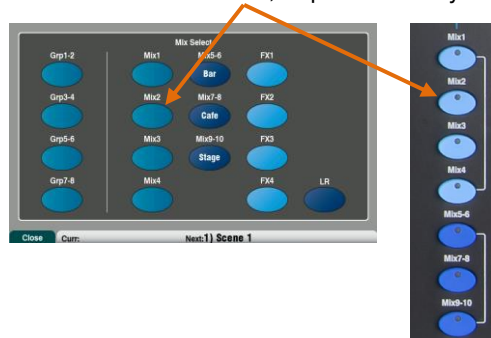 Mix Select
Grp1-2 Mix1 Mix5-6 FX1
Bar
Grp3-4 Mix2 Mix7-8 FX2
Cafe
Grp5-6 Mix3 Mix9-10 FX3
Stage
Grp7-8 Mix4 FX4 LR
Close Curr: Next:1) Scene 1
1
Mix1
Mix2
Mix3
Mix4
Mix5-6
Mix7-8
Mix9-10